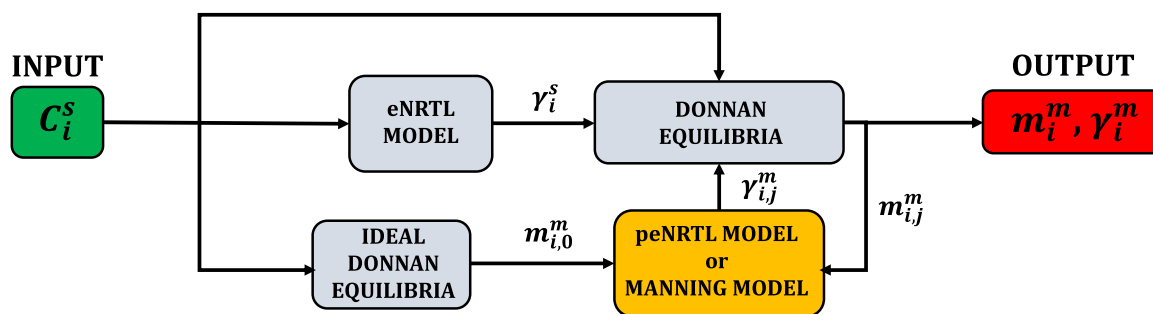 INPUT
C_i^s
eNRTL
MODEL
γ_i^s
DONNAN
EQUILIBRIA
OUTPUT
m_i^m, γ_i^m
γ_{i,j}^m
m_{i,j}^m
IDEAL
DONNAN
EQUILIBRIA
m_{i,0}^m
peNRTL MODEL
or
MANNING MODEL